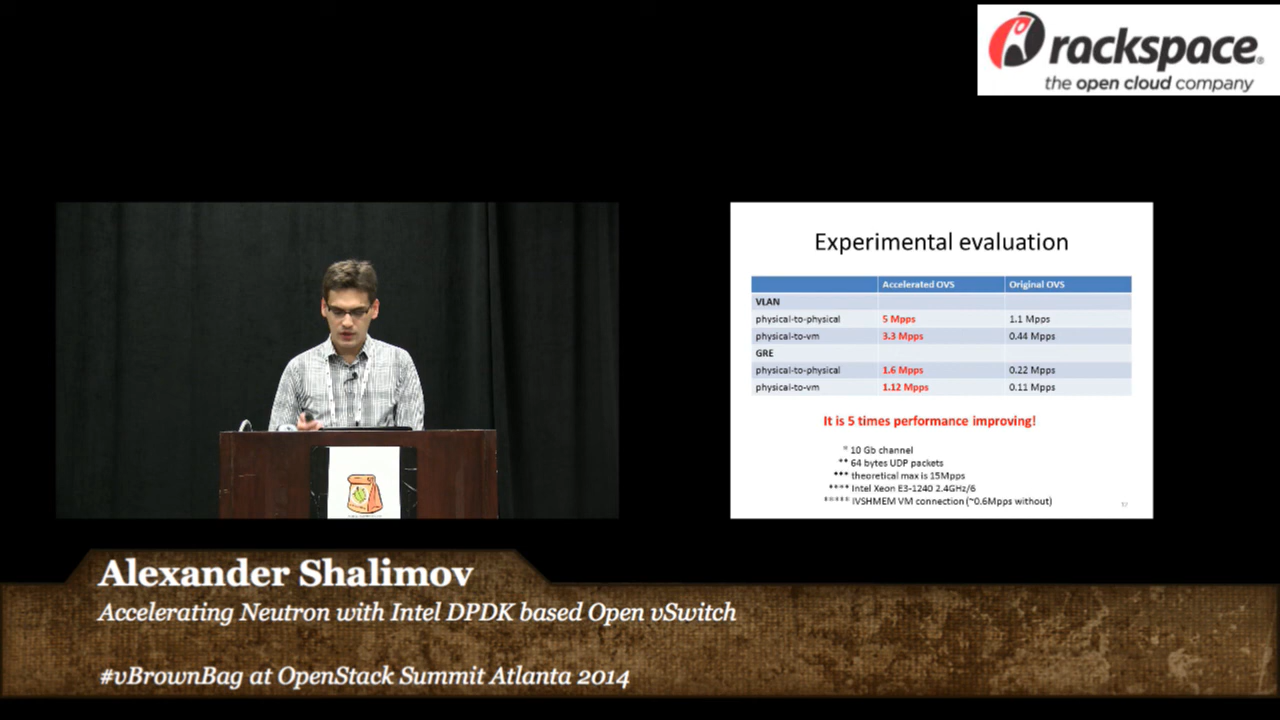 rackspace®
the open cloud company
Experimental evaluation
Accelerated OVS Original OVS
VLAN
physical-to-physical 5 Mpps 1.1 Mpps
physical-to-vm 3.3 Mpps 0.44 Mpps
GRE
physical-to-physical 1.6 Mpps 0.22 Mpps
physical-to-vm 1.12 Mpps 0.11 Mpps
It is 5 times performance improving!
* 10 Gb channel
** 64 bytes UDP packets
*** theoretical max is 15Mpps
**** Intel Xeon E3-1240 2.4GHz/6
***** IVSHMEM VM connection (~0.6Mpps without)
Alexander Shalimov
Accelerating Neutron with Intel DPDK based Open vSwitch
#vBrownBag at OpenStack Summit Atlanta 2014